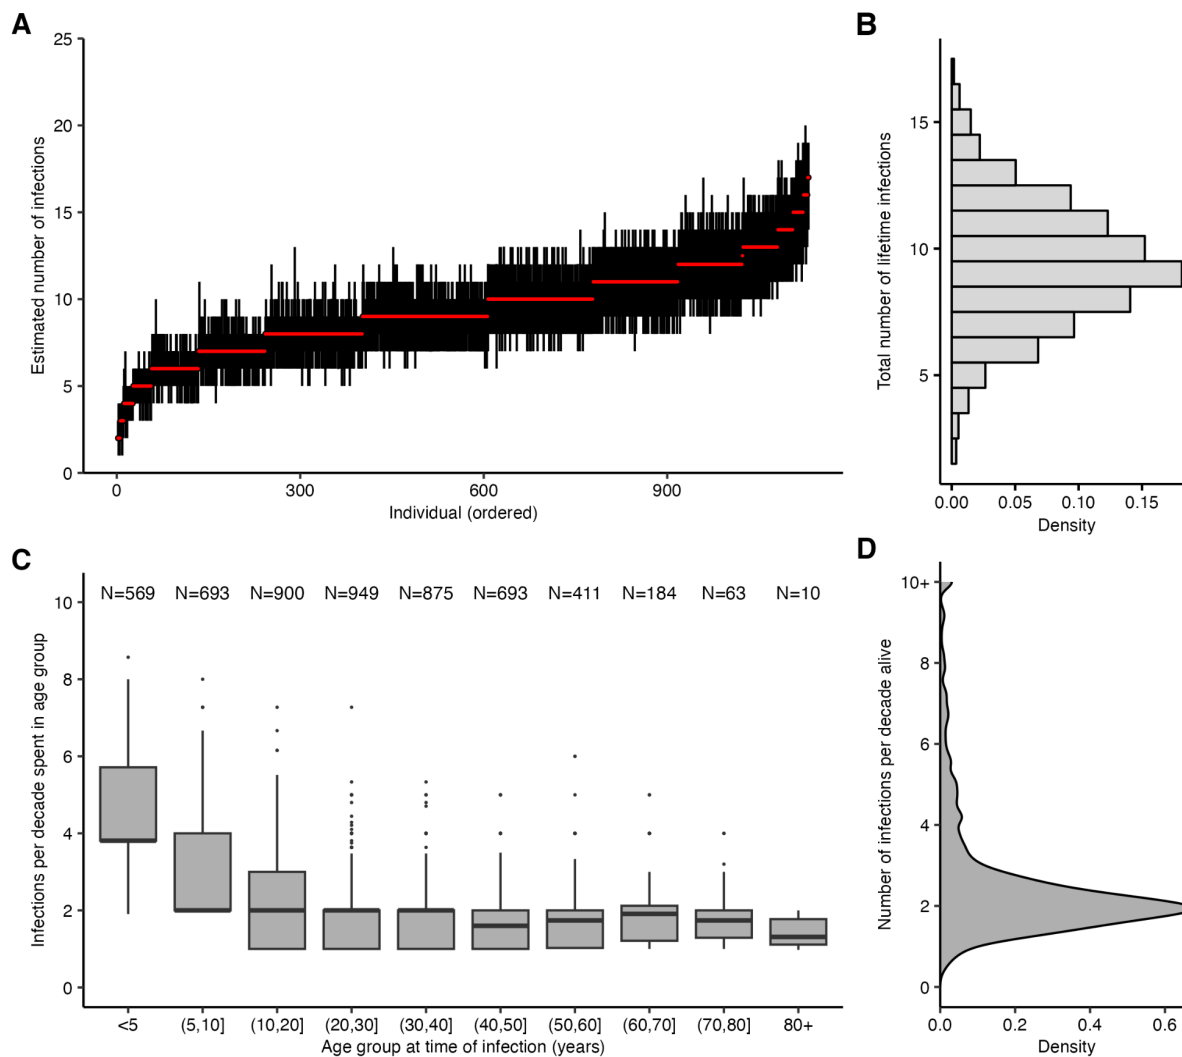 A
25
20
15
10
5
0
Estimated number of infections
0 300 600 900
Individual (ordered)
B
15
10
5
Total number of lifetime infections
0.00 0.05 0.10 0.15
Density
C
N=569 N=693 N=900 N=949 N=875 N=693 N=411 N=184 N=63 N=10
10
8
6
4
2
0
Infections per decade spent in age group
<5 (5,10] (10,20] (20,30] (30,40] (40,50] (50,60] (60,70] (70,80] 80+
Age group at time of infection (years)
D
10+
8
6
4
2
0
Number of infections per decade alive
0.0 0.2 0.4 0.6
Density